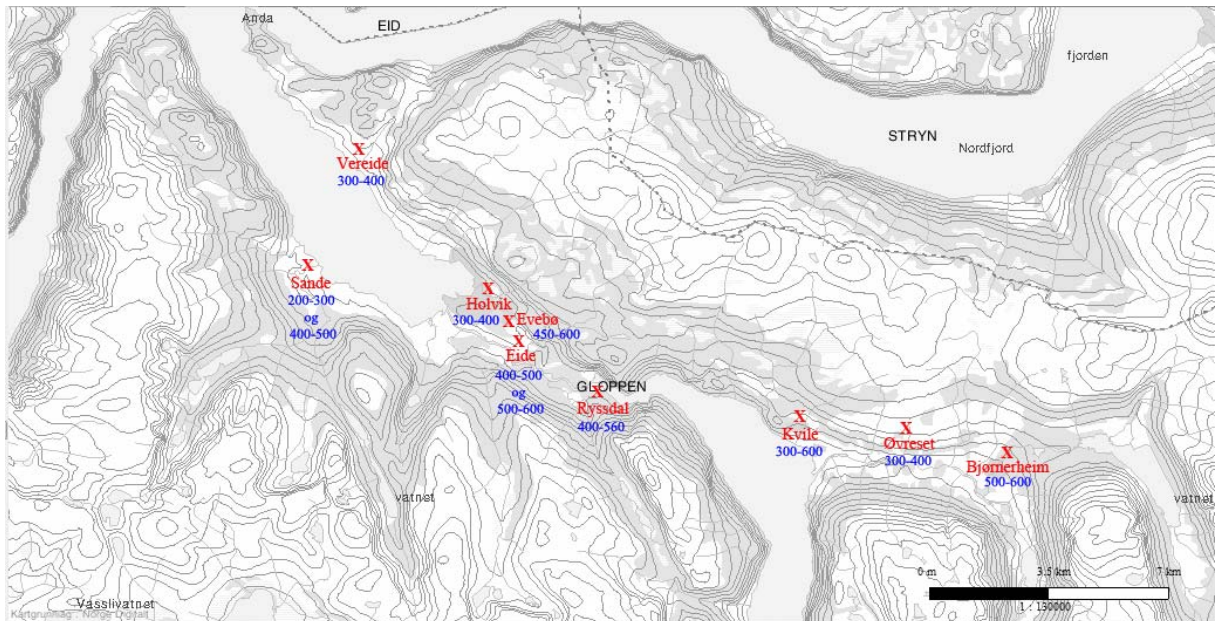 Anda
EID
fjorden
STRYN
Nordfjord
X
Vereide
300-400
X
Sande
200-300
og
400-500
X
Holvik
300-400
X
Evebø
450-600
X
Eide
400-500
og
500-600
GLOPPEN
X
Ryssdal
400-560
X
Kvile
300-600
X
Øvreset
300-400
X
Bjørnerheim
500-600
vatnet
vatnet
0 m
3.5 km
7 km
1 : 130000
Vasslivatnet
Kartgrunnlag : Norge Digitalt